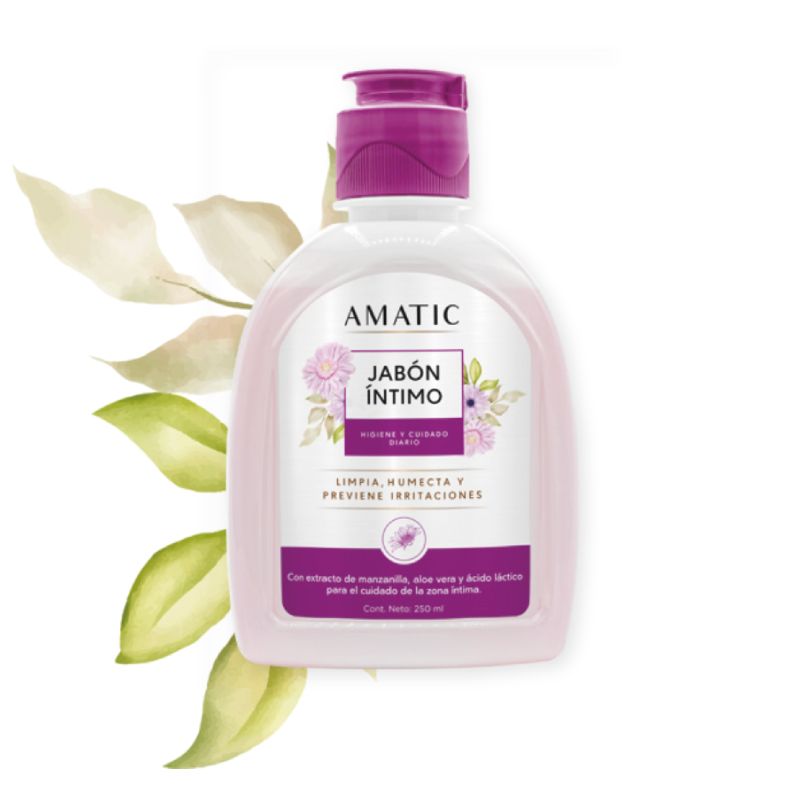 AMATIC
JABÓN
ÍNTIMO
HIGIENE Y CUIDADO
DIARIO
LIMPIA, HUMECTA Y
PREVIENE IRRITACIONES
Con extracto de manzanilla, aloe vera y ácido láctico
para el cuidado de la zona íntima.
Cont. Neto: 250 ml